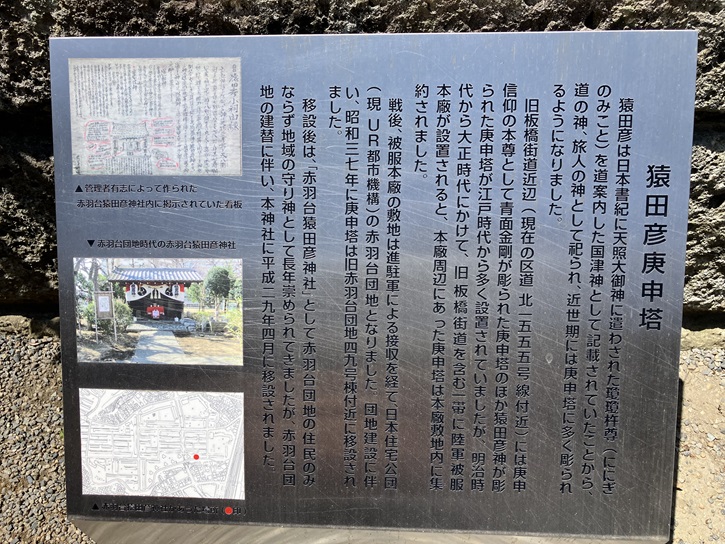 猿田彦庚申塔
猿田彦は日本書紀に天照大御神に遣わされた瓊瓊杵尊(ににぎ
のみこと)を道案内した国津神として記載されていたことから、
道の神、旅人の神として祀られ、近世期には庚申塔に多く彫られ
るようになりました。
旧板橋街道近辺(現在の区道 北一五五五号線付近)には庚申
信仰の本尊として青面金剛が彫られた庚申塔のほか猿田彦神が彫
られた庚申塔が江戸時代から多く設置されていましたが、明治時
代から大正時代にかけて、旧板橋街道を含む一帯に陸軍被服
本廠が設置されると、本廠周辺にあった庚申塔は本廠敷地内に集
約されました。
戦後、被服本廠の敷地は進駐軍による接収を経て日本住宅公団
(現 UR都市機構)の赤羽台団地となりました 団地建設に伴
い、昭和三七年に庚申塔は旧赤羽台団地四九号棟付近に移設され
ました。
移設後は、「赤羽台猿田彦神社」として赤羽台団地の住民のみ
ならず地域の守り神として長年崇められてきましたが、赤羽台団
地の建替に伴い、本神社に平成二九年四月に移設されました。
▲管理者有志によって作られた
赤羽台猿田彦神社内に掲示されていた看板
▼赤羽台団地時代の赤羽台猿田彦神社